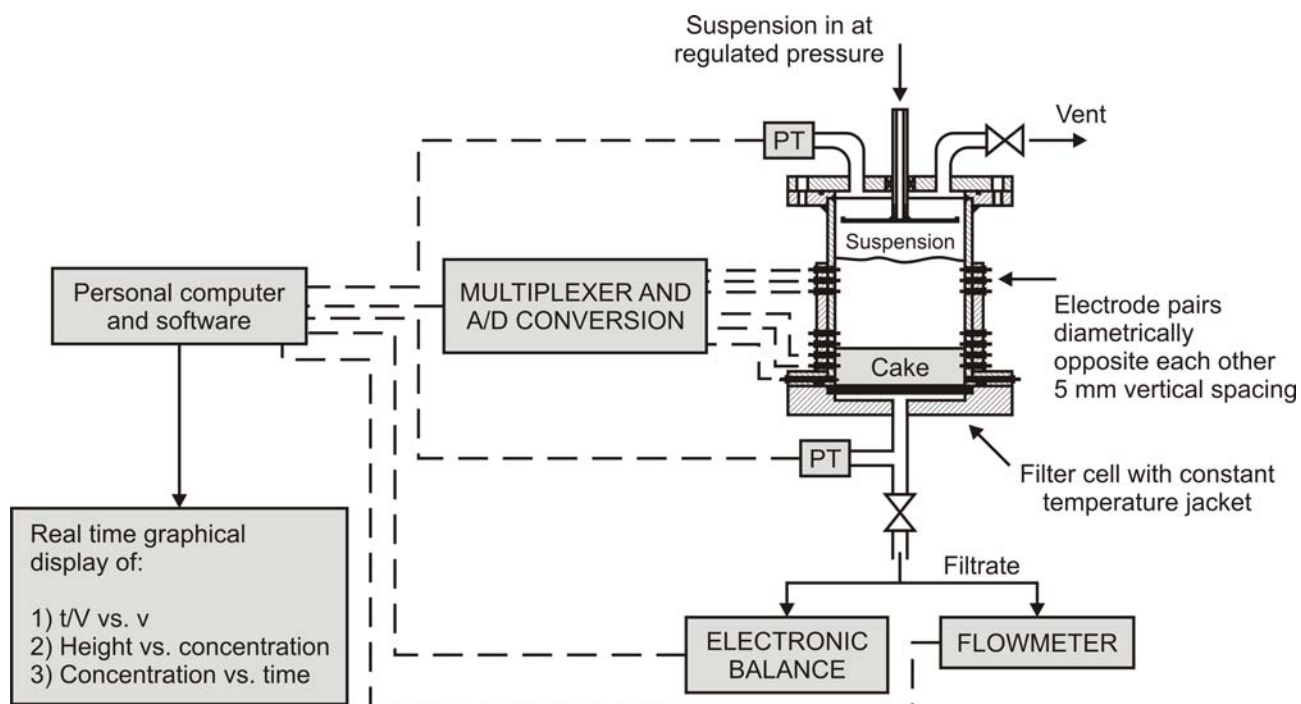 Suspension in at
regulated pressure
PT
Vent
Suspension
Personal computer
and software
MULTIPLEXER AND
A/D CONVERSION
Electrode pairs
diametrically
opposite each other
5 mm vertical spacing
Cake
PT
Filter cell with constant
temperature jacket
Real time graphical
display of:
1) t/V vs. v
2) Height vs. concentration
3) Concentration vs. time
Filtrate
ELECTRONIC
BALANCE
FLOWMETER